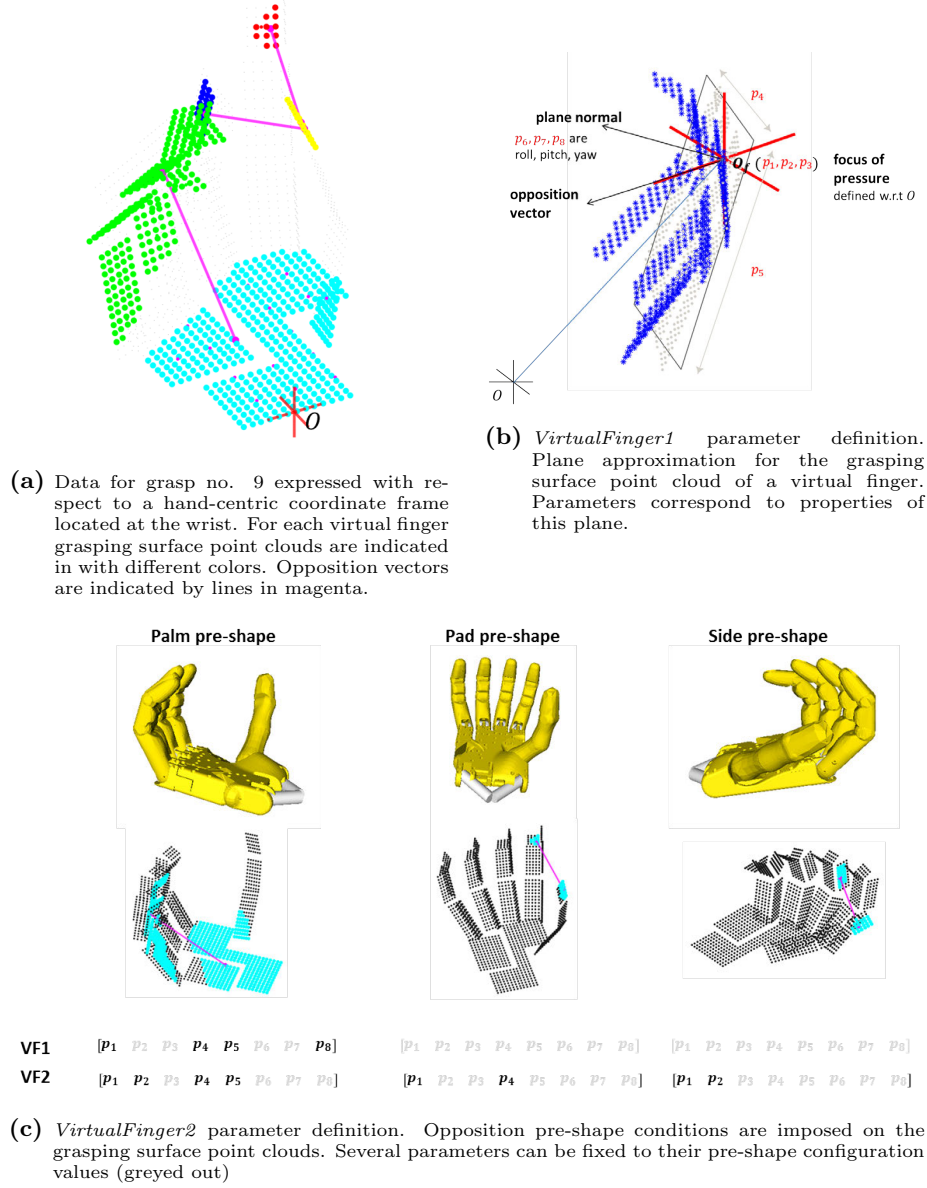 O
(a) Data for grasp no. 9 expressed with re-
spect to a hand-centric coordinate frame
located at the wrist. For each virtual finger
grasping surface point clouds are indicated
in with different colors. Opposition vectors
are indicated by lines in magenta.
p₄
plane normal
p₆, p₇, p₈ are
roll, pitch, yaw
O_f (p₁, p₂, p₃)
focus of
pressure
defined w.r.t O
opposition
vector
p₅
O
(b) VirtualFinger1 parameter definition.
Plane approximation for the grasping
surface point cloud of a virtual finger.
Parameters correspond to properties of
this plane.
Palm pre-shape Pad pre-shape Side pre-shape
VF1 [p₁ p₂ p₃ p₄ p₅ p₆ p₇ p₈] [p₁ p₂ p₃ p₄ p₅ p₆ p₇ p₈] [p₁ p₂ p₃ p₄ p₅ p₆ p₇ p₈]
VF2 [p₁ p₂ p₃ p₄ p₅ p₆ p₇ p₈] [p₁ p₂ p₃ p₄ p₅ p₆ p₇ p₈] [p₁ p₂ p₃ p₄ p₅ p₆ p₇ p₈]
(c) VirtualFinger2 parameter definition. Opposition pre-shape conditions are imposed on the
grasping surface point clouds. Several parameters can be fixed to their pre-shape configuration
values (greyed out)